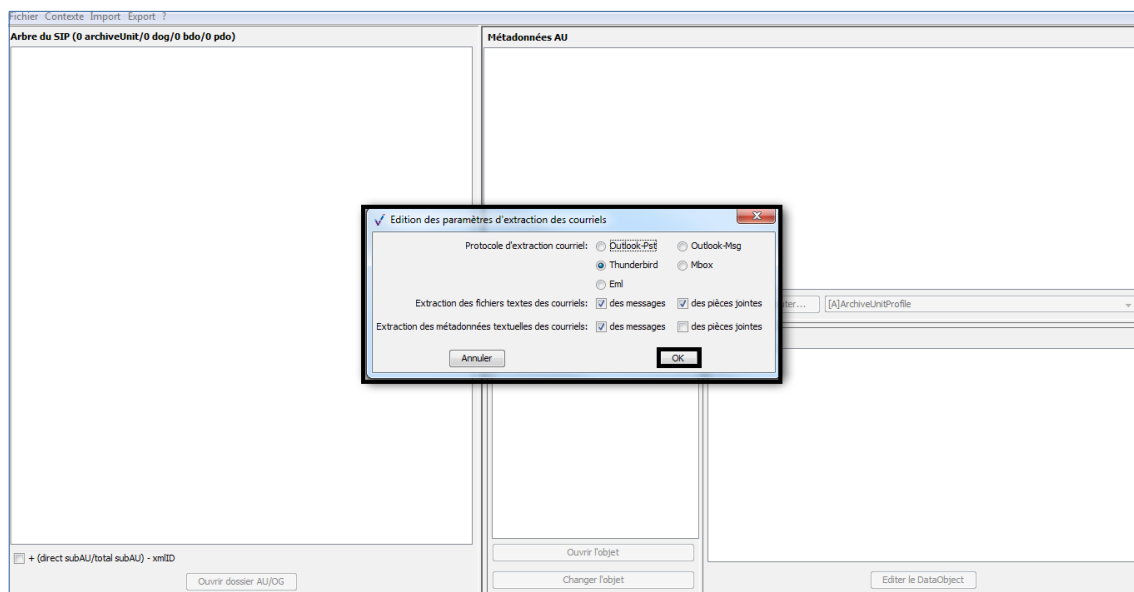 Fichier Contexte Import Export ?
Arbre du SIP (0 archiveUnit/0 dog/0 bdo/0 pdo)
Métadonnées AU
Edition des paramètres d'extraction des courriels
Protocole d'extraction courriel: Outlook-Pst Outlook-Msg
Thunderbird Mbox
Eml
Extraction des fichiers textes des courriels: des messages des pièces jointes
Extraction des métadonnées textuelles des courriels: des messages des pièces jointes
Annuler OK
[A]ArchiveUnitProfile
+ (direct subAU/total subAU) - xmlID
Ouvrir dossier AU/OG
Ouvrir l'objet
Changer l'objet
Editer le DataObject